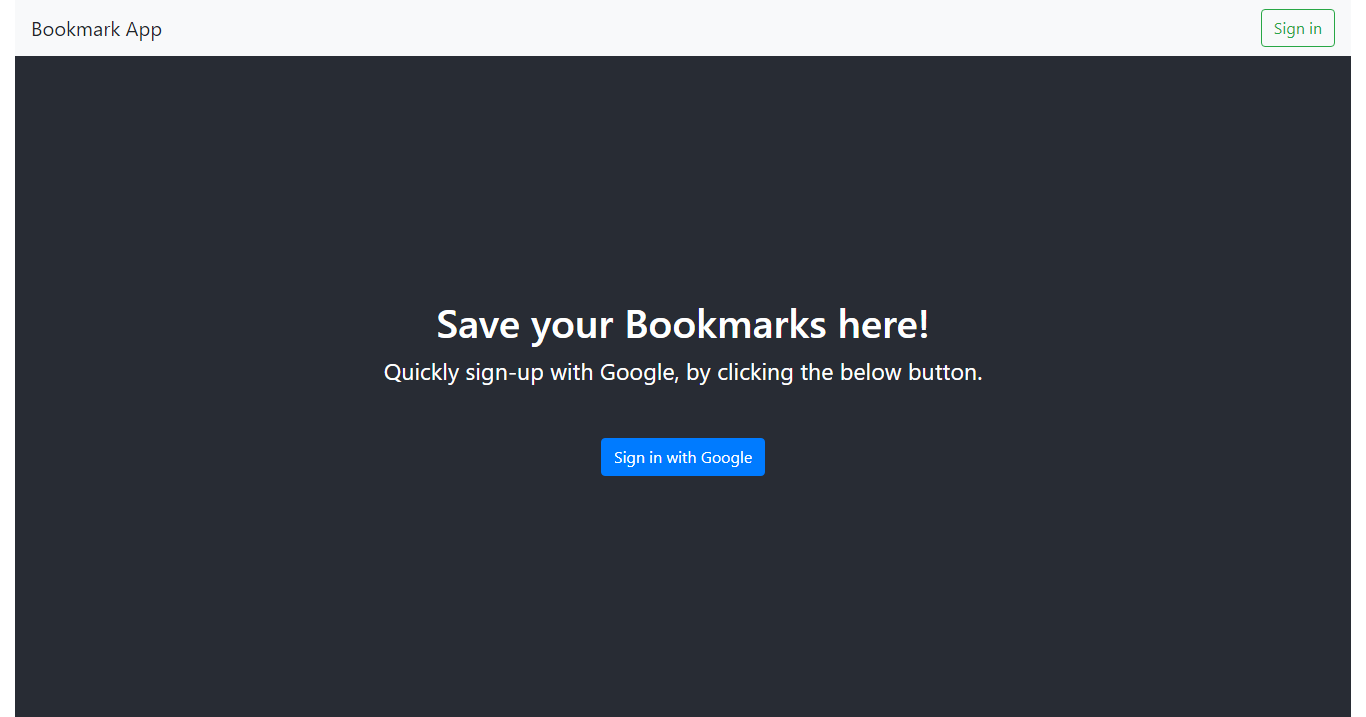 Bookmark App
Sign in
Save your Bookmarks here!
Quickly sign-up with Google, by clicking the below button.
Sign in with Google